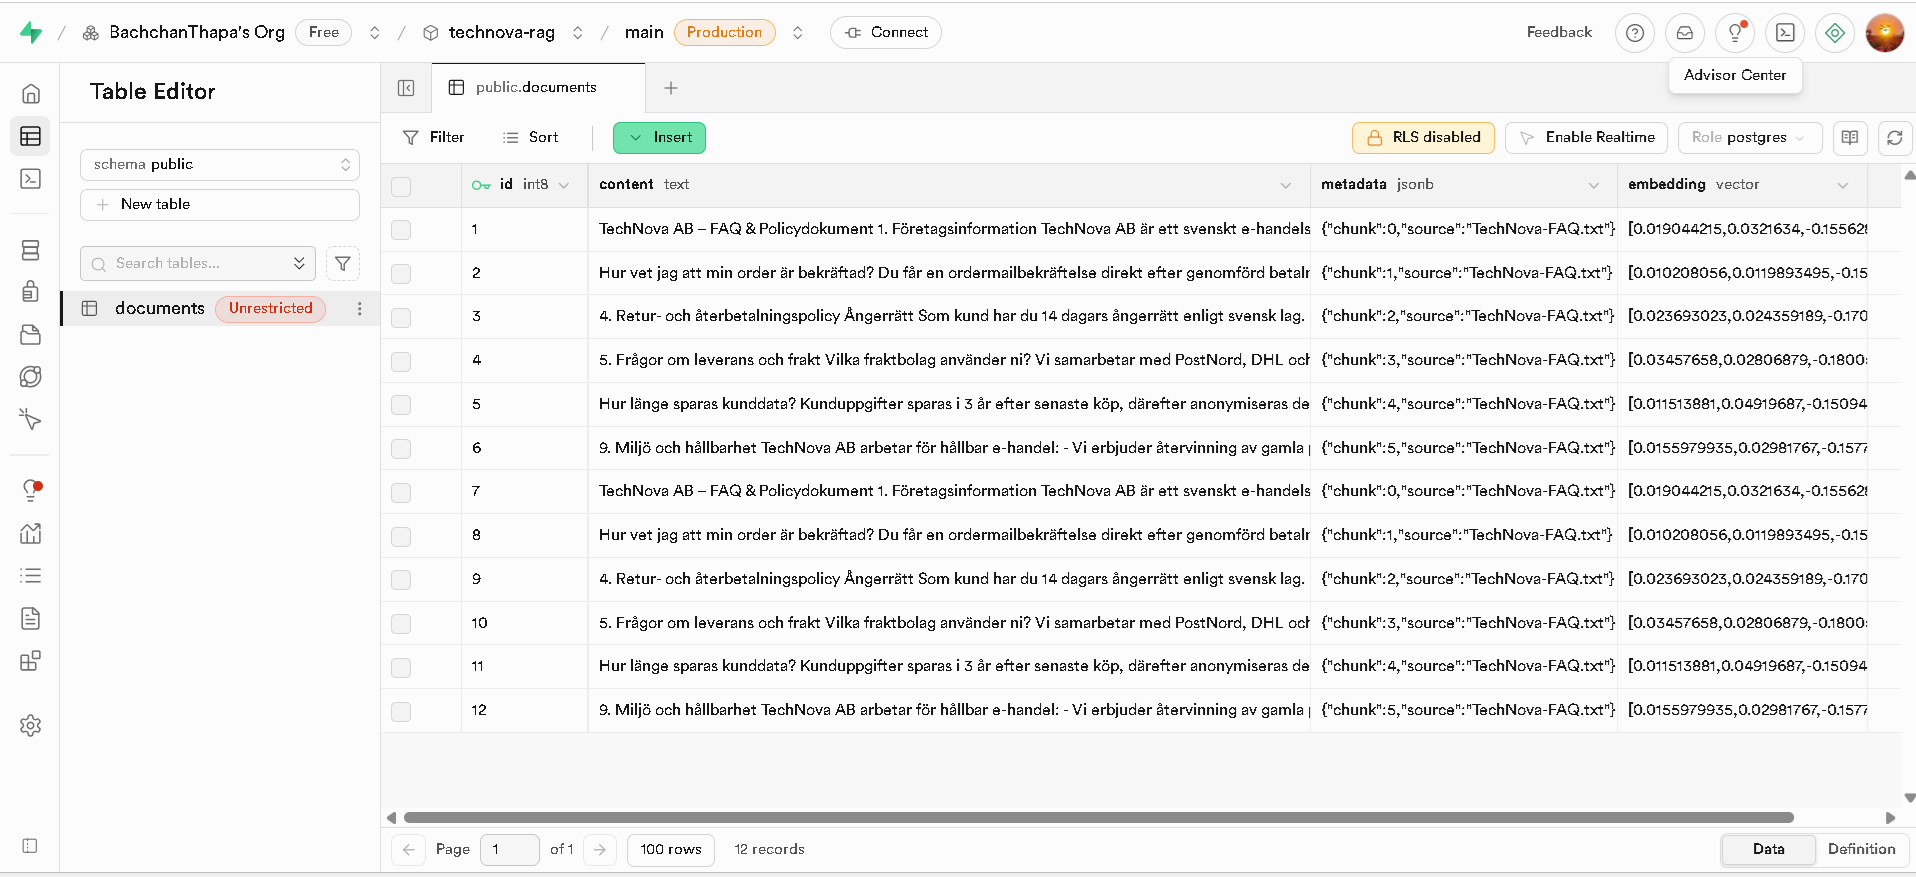 / BachchanThapa's Org Free / technova-rag / main Production Connect Feedback
Advisor Center
Table Editor
public.documents
Filter Sort Insert RLS disabled Enable Realtime Role postgres
schema public
New table
Search tables...
documents Unrestricted
id int8 content text metadata jsonb embedding vector
1 TechNova AB – FAQ & Policydokument 1. Företagsinformation TechNova AB är ett svenskt e-handels {"chunk":0,"source":"TechNova-FAQ.txt"} [0.019044215,0.0321634,-0.155628
2 Hur vet jag att min order är bekräftad? Du får en ordermailbekräftelse direkt efter genomförd betaln {"chunk":1,"source":"TechNova-FAQ.txt"} [0.010208056,0.0119893495,-0.15
3 4. Retur- och återbetalningspolicy Ångerrätt Som kund har du 14 dagars ångerrätt enligt svensk lag. {"chunk":2,"source":"TechNova-FAQ.txt"} [0.023693023,0.024359189,-0.170
4 5. Frågor om leverans och frakt Vilka fraktbolag använder ni? Vi samarbetar med PostNord, DHL och {"chunk":3,"source":"TechNova-FAQ.txt"} [0.03457658,0.02806879,-0.1800
5 Hur länge sparas kunddata? Kunduppgifter sparas i 3 år efter senaste köp, därefter anonymiseras de {"chunk":4,"source":"TechNova-FAQ.txt"} [0.011513881,0.04919687,-0.15094
6 9. Miljö och hållbarhet TechNova AB arbetar för hållbar e-handel: - Vi erbjuder återvinning av gamla {"chunk":5,"source":"TechNova-FAQ.txt"} [0.0155979935,0.02981767,-0.1577
7 TechNova AB – FAQ & Policydokument 1. Företagsinformation TechNova AB är ett svenskt e-handels {"chunk":0,"source":"TechNova-FAQ.txt"} [0.019044215,0.0321634,-0.155628
8 Hur vet jag att min order är bekräftad? Du får en ordermailbekräftelse direkt efter genomförd betaln {"chunk":1,"source":"TechNova-FAQ.txt"} [0.010208056,0.0119893495,-0.15
9 4. Retur- och återbetalningspolicy Ångerrätt Som kund har du 14 dagars ångerrätt enligt svensk lag. {"chunk":2,"source":"TechNova-FAQ.txt"} [0.023693023,0.024359189,-0.170
10 5. Frågor om leverans och frakt Vilka fraktbolag använder ni? Vi samarbetar med PostNord, DHL och {"chunk":3,"source":"TechNova-FAQ.txt"} [0.03457658,0.02806879,-0.1800
11 Hur länge sparas kunddata? Kunduppgifter sparas i 3 år efter senaste köp, därefter anonymiseras de {"chunk":4,"source":"TechNova-FAQ.txt"} [0.011513881,0.04919687,-0.15094
12 9. Miljö och hållbarhet TechNova AB arbetar för hållbar e-handel: - Vi erbjuder återvinning av gamla {"chunk":5,"source":"TechNova-FAQ.txt"} [0.0155979935,0.02981767,-0.1577
Page 1 of 1 100 rows 12 records Data Definition